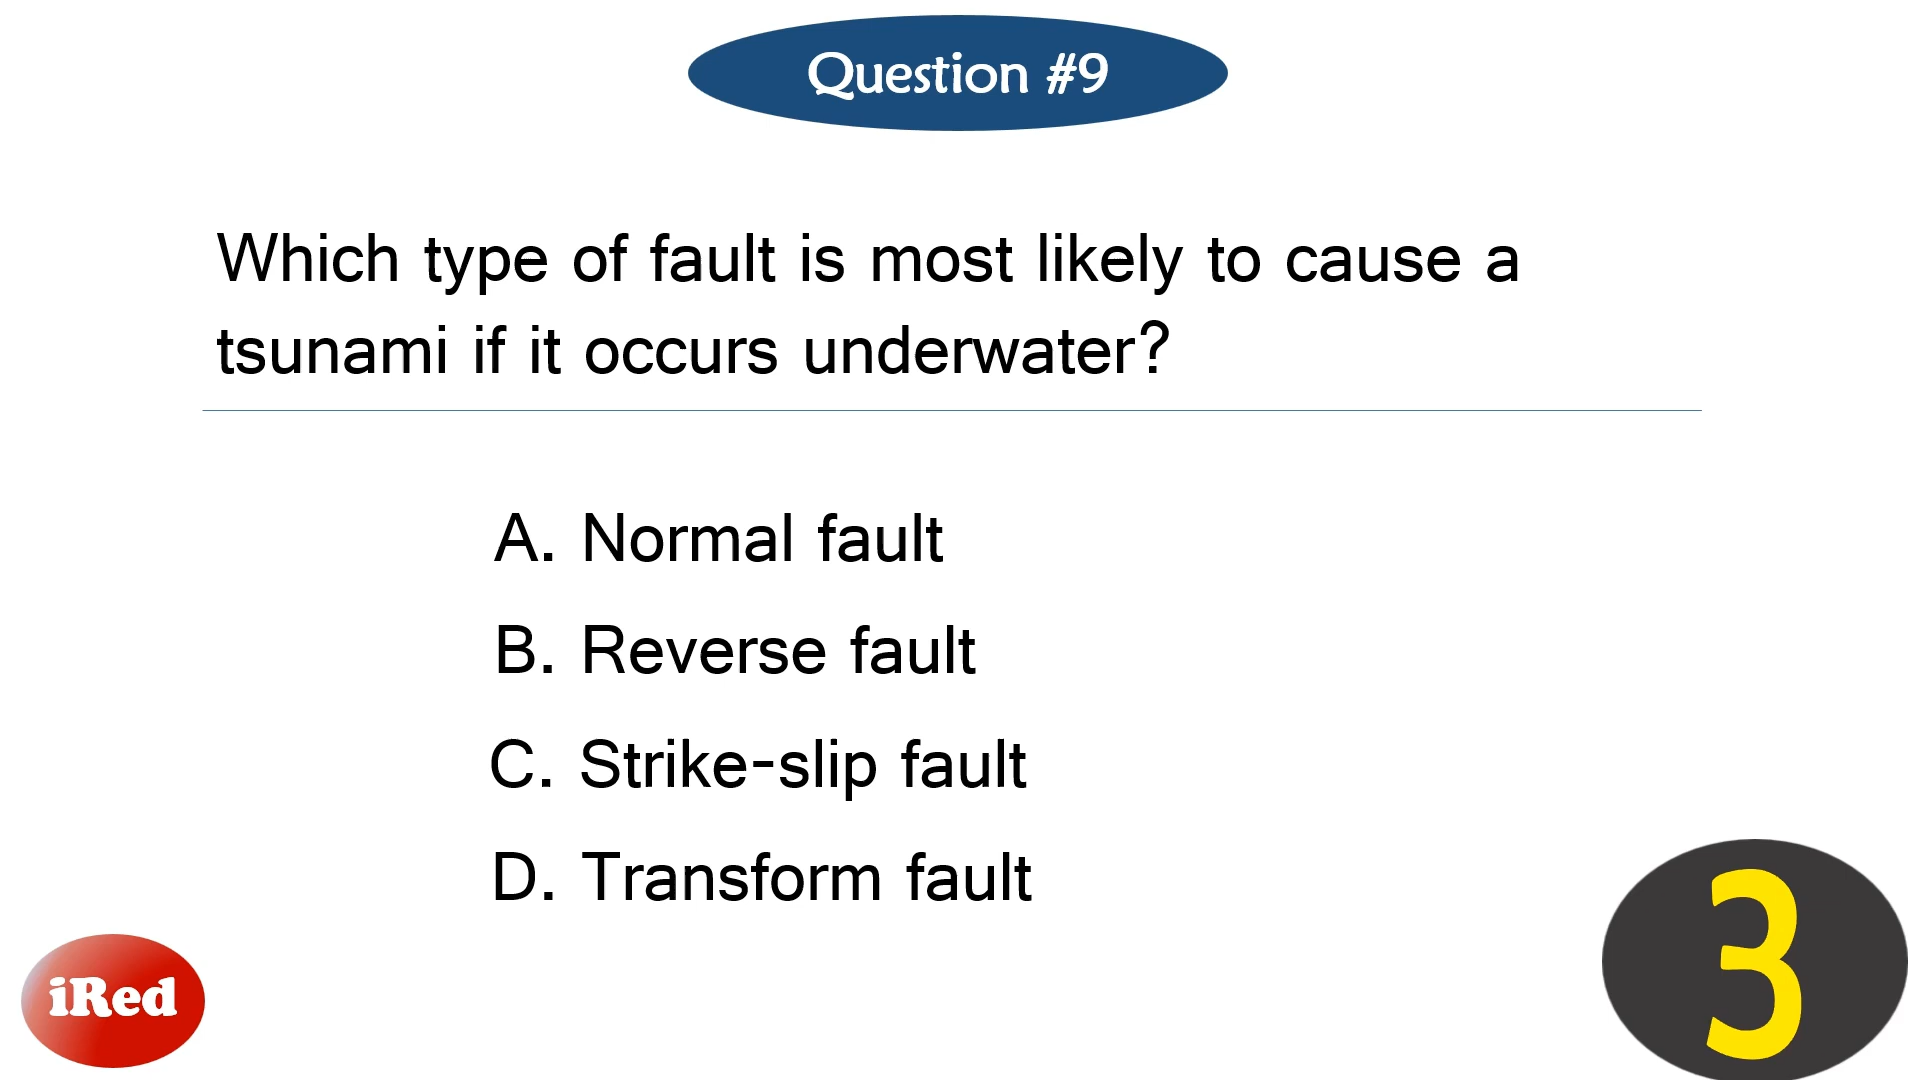 Question #9
Which type of fault is most likely to cause a
tsunami if it occurs underwater?
A. Normal fault
B. Reverse fault
C. Strike-slip fault
D. Transform fault
iRed
3